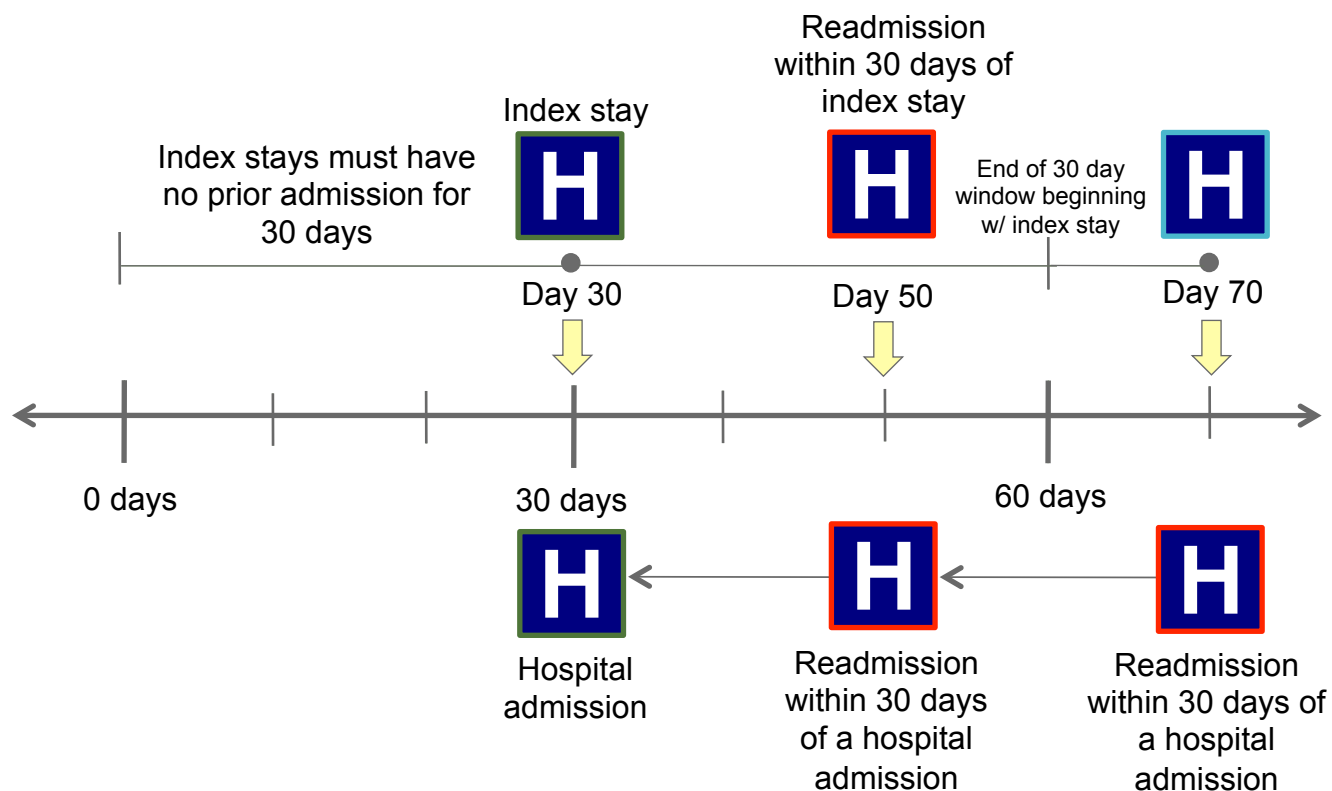 Index stays must have
no prior admission for
30 days
Index stay
H
Day 30
Readmission
within 30 days of
index stay
H
Day 50
End of 30 day
window beginning
w/ index stay
H
Day 70
0 days
30 days
60 days
H
Hospital
admission
H
Readmission
within 30 days
of a hospital
admission
H
Readmission
within 30 days of
a hospital
admission